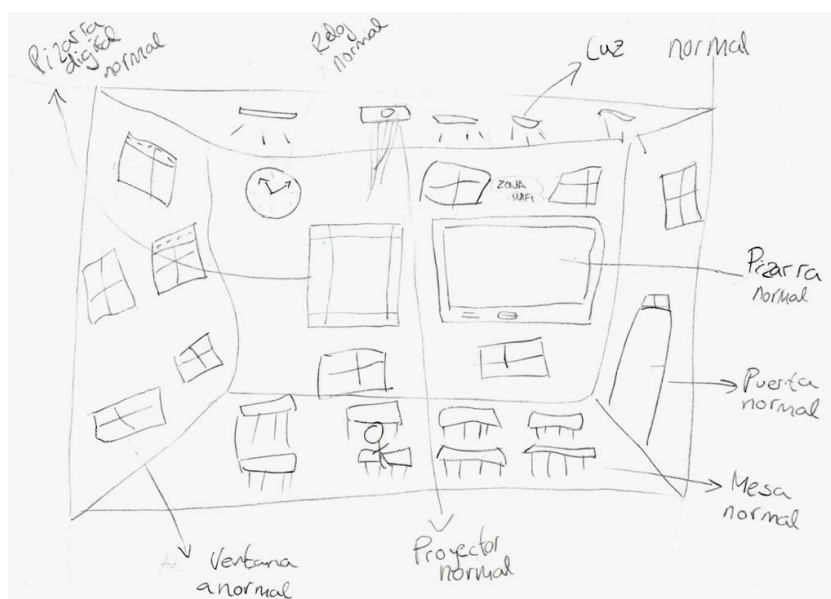 Pizarra
digital
normal
Reloj
normal
Luz
normal
ZONA
WIFI
Pizarra
normal
Puerta
normal
Mesa
normal
Proyector
normal
Ventana
anormal